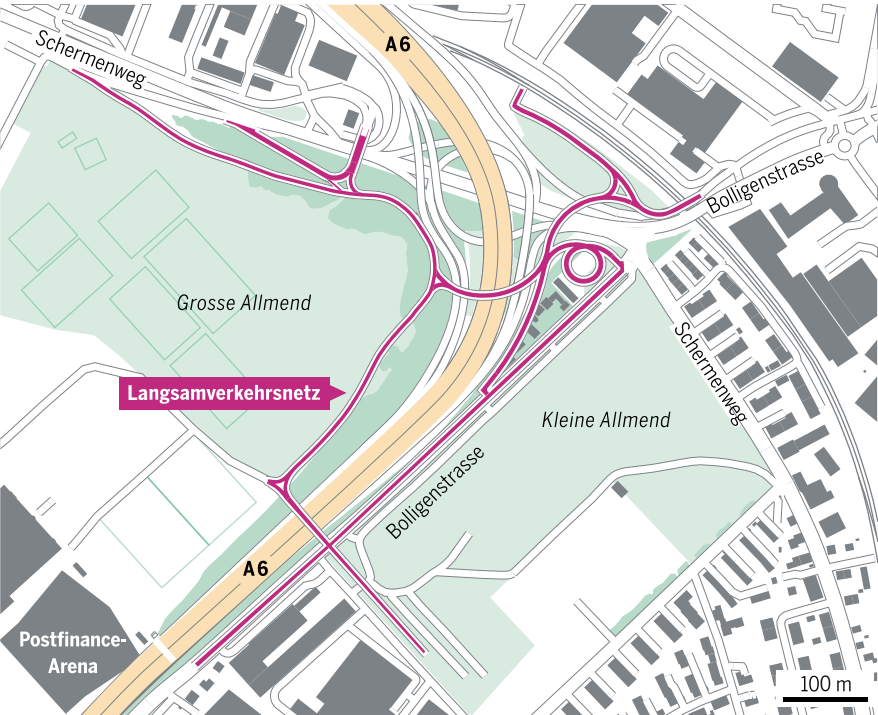 A6
Schermenweg
Bolligenstrasse
Grosse Allmend
Schermenweg
Langsamverkehrsnetz
Kleine Allmend
Bolligenstrasse
A6
Postfinance-
Arena
100 m